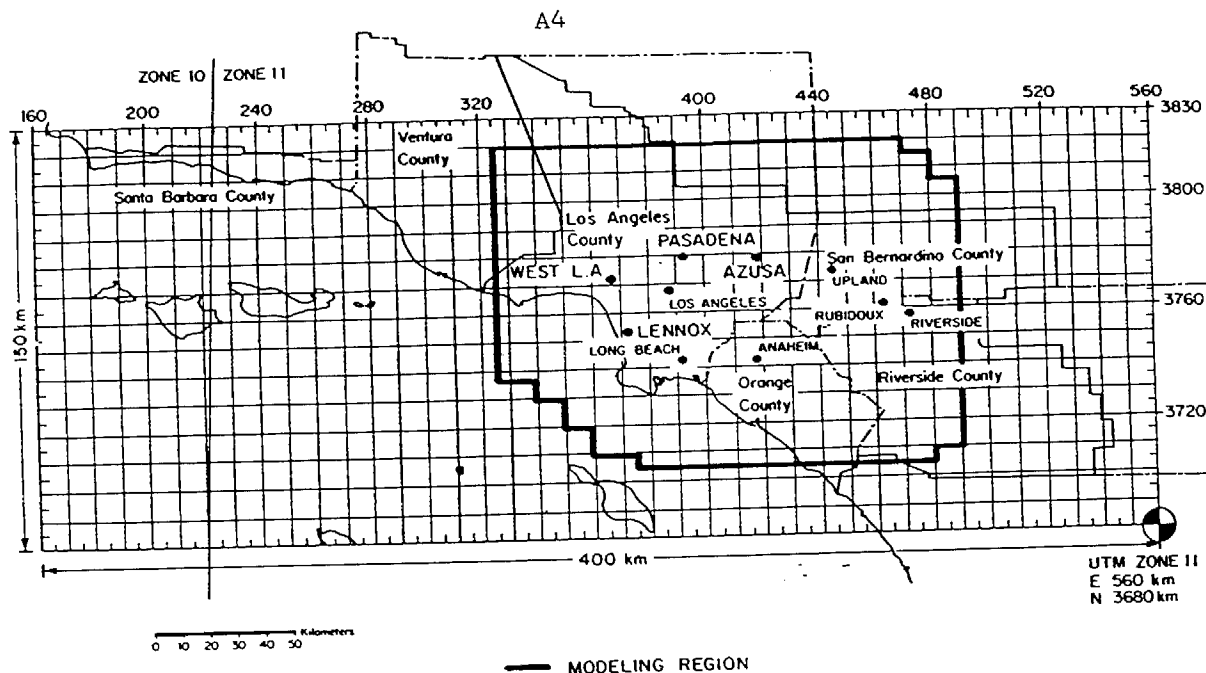 A4
ZONE 10 ZONE 11
160 200 240 280 320 400 440 480 520 560
3830
Ventura
County
Santa Barbara County
3800
Los Angeles
County
PASADENA
San Bernardino County
WEST L.A
AZUSA
UPLAND
LOS ANGELES
3760
RUBIDOUX
RIVERSIDE
LENNOX
LONG BEACH
ANAHEIM
150 km
Orange
County
Riverside County
3720
400 km
UTM ZONE 11
E 560 km
N 3680 km
Kilometers
0 10 20 30 40 50
MODELING REGION